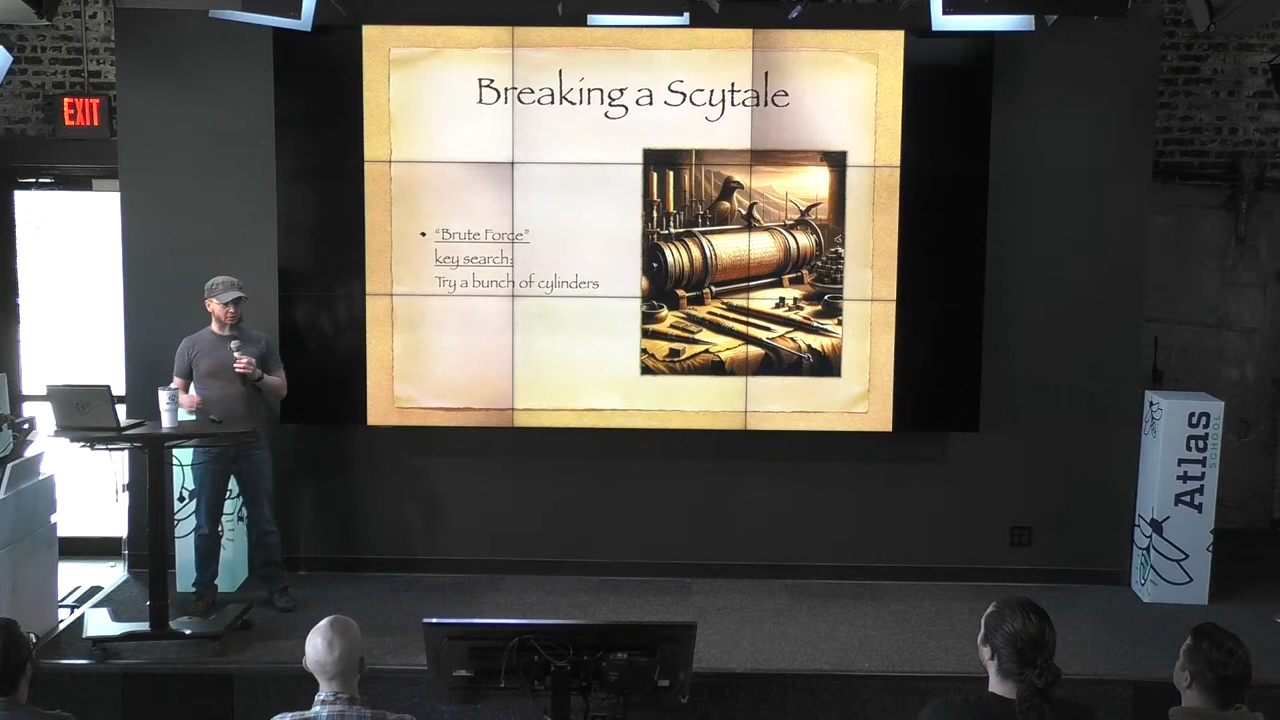 EXIT
Breaking a Scytale
• “Brute Force”
key search:
Try a bunch of cylinders
Atlas
SCHOOL